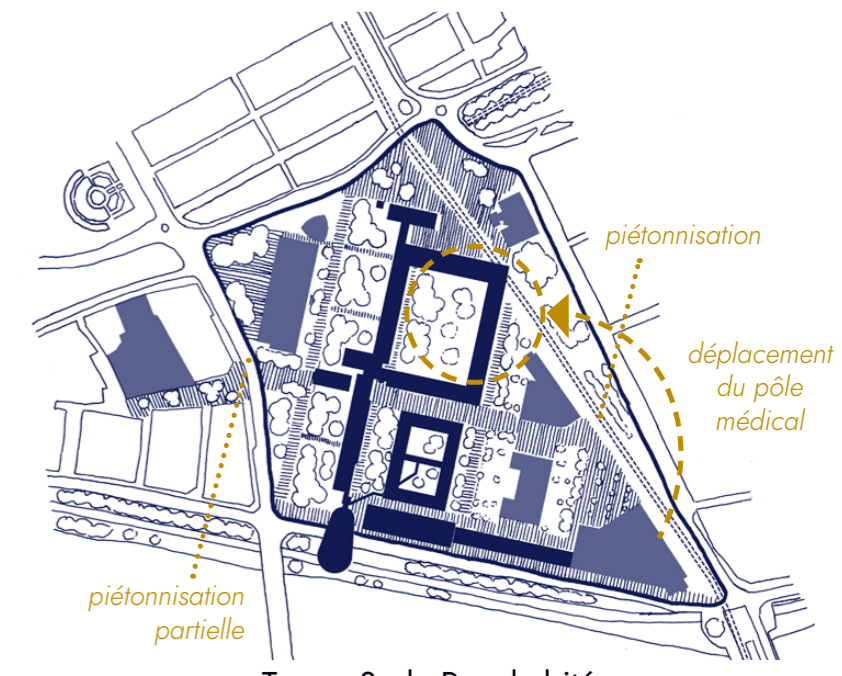 piétonnisation
déplacement
du pôle
médical
piétonnisation
partielle